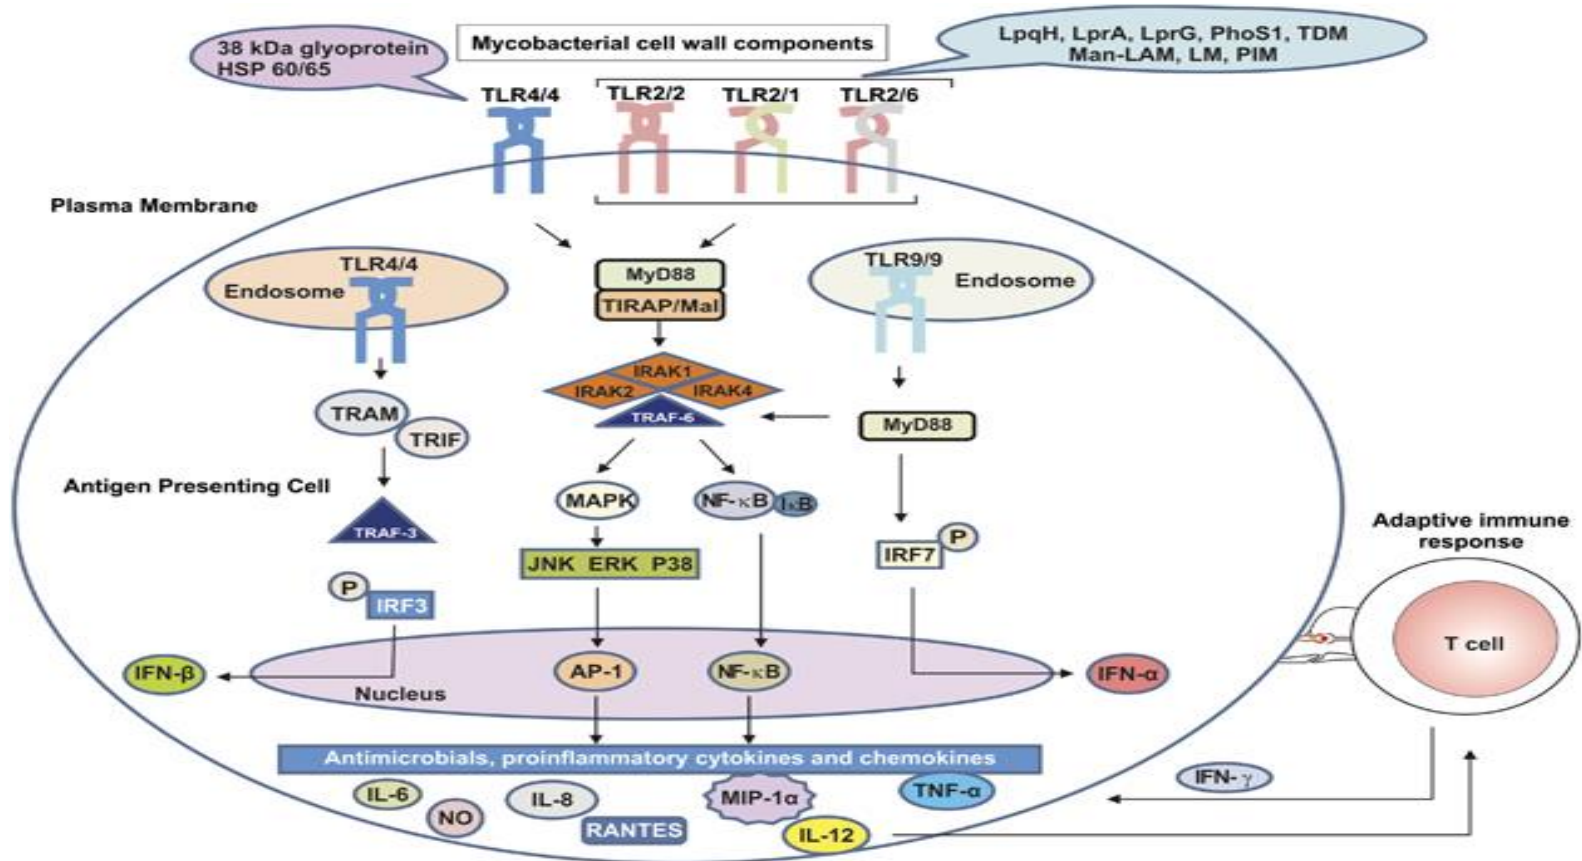 38 kDa glyoprotein
HSP 60/65
Mycobacterial cell wall components
LpqH, LprA, LprG, PhoS1, TDM
Man-LAM, LM, PIM
TLR4/4
TLR2/2
TLR2/1
TLR2/6
Plasma Membrane
TLR4/4
Endosome
MyD88
TIRAP/Mal
TLR9/9
Endosome
IRAK1
IRAK2
IRAK4
TRAF-6
TRAM
TRIF
MyD88
Antigen Presenting Cell
TRAF-3
MAPK
NF-κB
IκB
P
IRF7
JNK ERK P38
P
IRF3
Adaptive immune
response
T cell
IFN-β
AP-1
NF-κB
IFN-α
Nucleus
Antimicrobials, proinflammatory cytokines and chemokines
IL-6
NO
IL-8
RANTES
MIP-1α
IL-12
TNF-α
IFN-γ